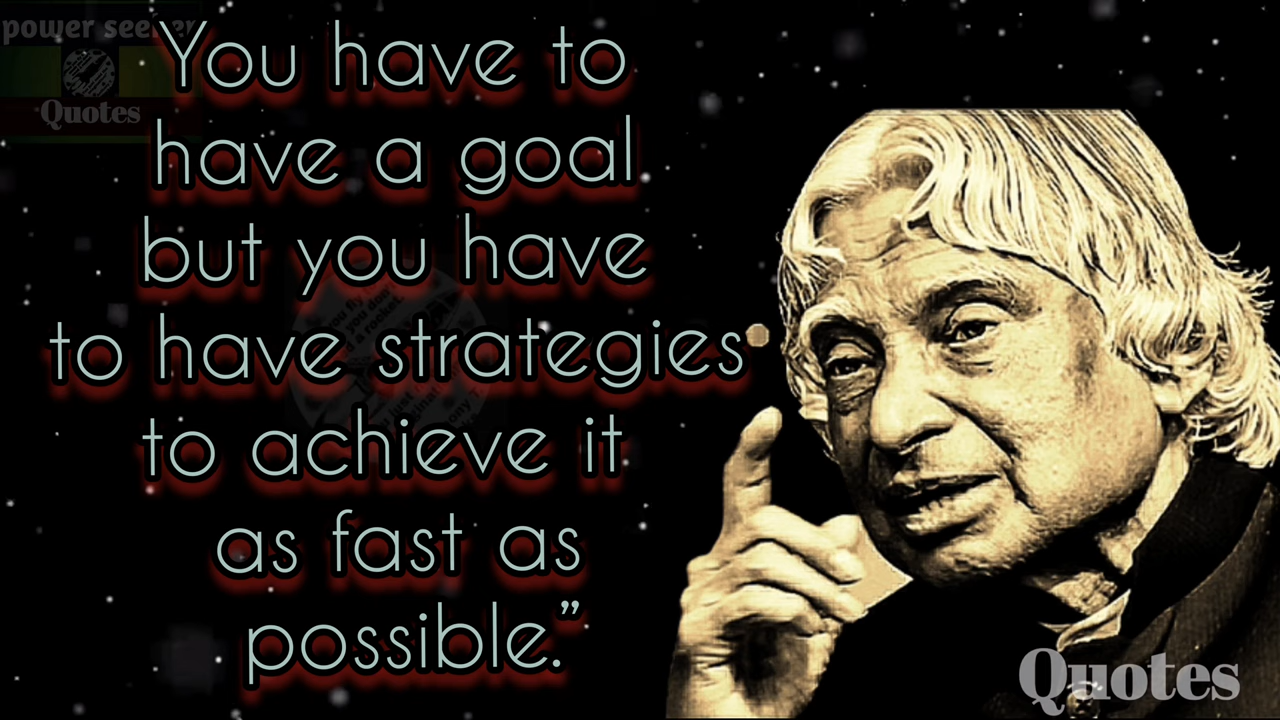 power seeker
Quotes
You have to
have a goal
but you have
to have strategies
to achieve it
as fast as
possible.”
Quotes